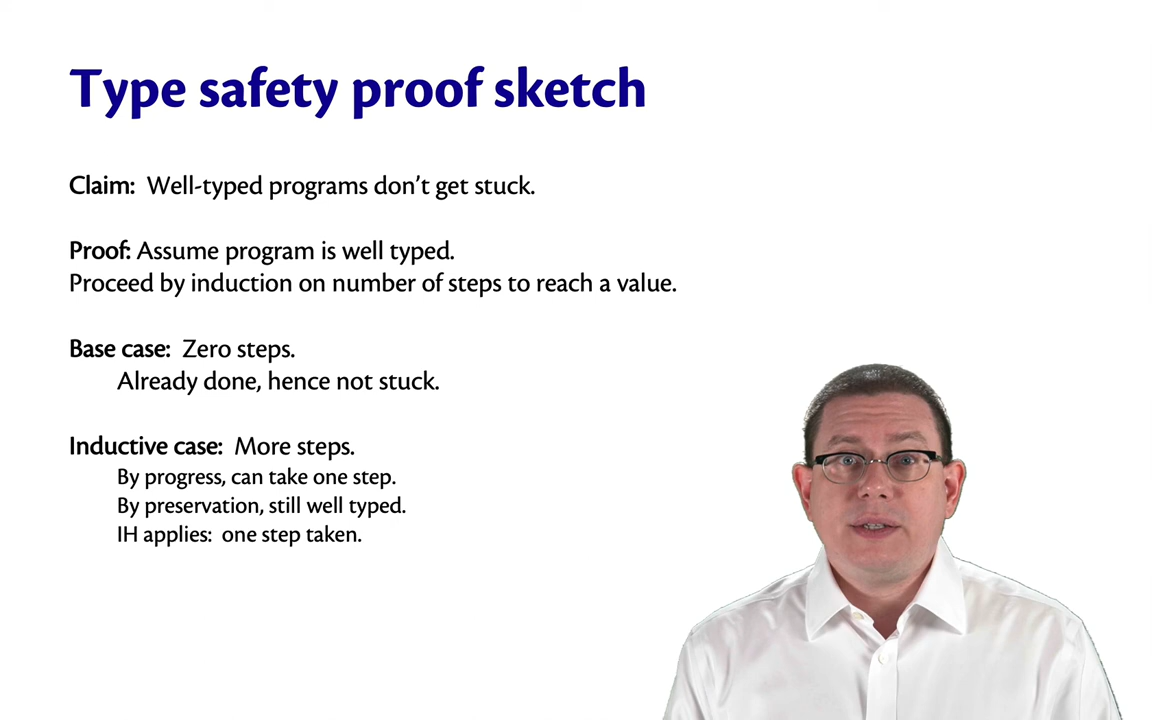 Type safety proof sketch
Claim: Well-typed programs don’t get stuck.
Proof: Assume program is well typed.
Proceed by induction on number of steps to reach a value.
Base case: Zero steps.
Already done, hence not stuck.
Inductive case: More steps.
By progress, can take one step.
By preservation, still well typed.
IH applies: one step taken.